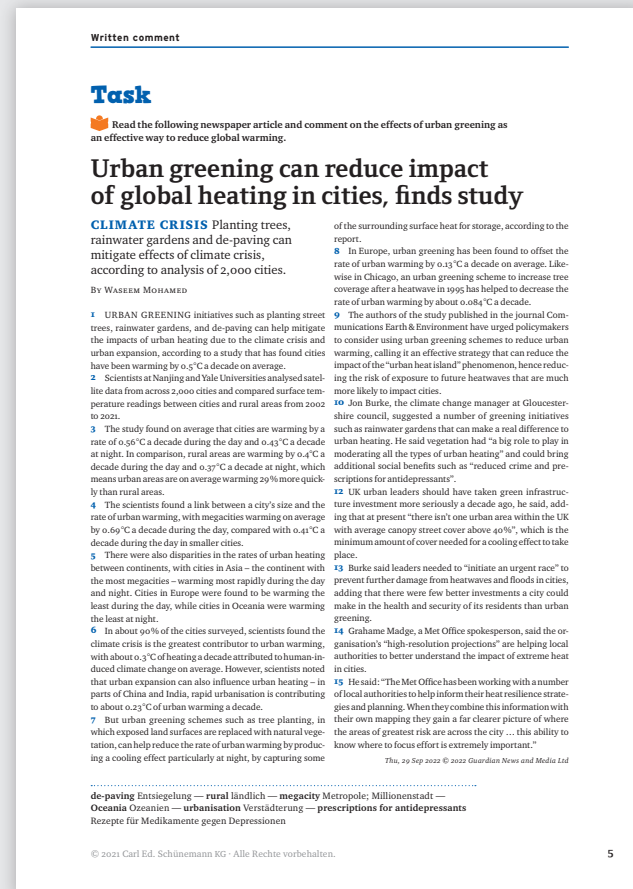 Written comment
Task
Read the following newspaper article and comment on the effects of urban greening as
an effective way to reduce global warming.
Urban greening can reduce impact
of global heating in cities, finds study
CLIMATE CRISIS Planting trees,
rainwater gardens and de-paving can
mitigate effects of climate crisis,
according to analysis of 2,000 cities.
By Waseem Mohamed
1 URBAN GREENING initiatives such as planting street
trees, rainwater gardens, and de-paving can help mitigate
the impacts of urban heating due to the climate crisis and
urban expansion, according to a study that has found cities
have been warming by 0.5°C a decade on average.
2 Scientists at Nanjing and Yale Universities analysed satel-
lite data from across 2,000 cities and compared surface tem-
perature readings between cities and rural areas from 2002
to 2021.
3 The study found on average that cities are warming by a
rate of 0.56°C a decade during the day and 0.43°C a decade
at night. In comparison, rural areas are warming by 0.4°C a
decade during the day and 0.37°C a decade at night, which
means urban areas are on average warming 29 % more quick-
ly than rural areas.
4 The scientists found a link between a city's size and the
rate of urban warming, with megacities warming on average
by 0.69°C a decade during the day, compared with 0.41°C a
decade during the day in smaller cities.
5 There were also disparities in the rates of urban heating
between continents, with cities in Asia – the continent with
the most megacities – warming most rapidly during the day
and night. Cities in Europe were found to be warming the
least during the day, while cities in Oceania were warming
the least at night.
6 In about 90 % of the cities surveyed, scientists found the
climate crisis is the greatest contributor to urban warming,
with about 0.3°C of heating a decade attributed to human-in-
duced climate change on average. However, scientists noted
that urban expansion can also influence urban heating – in
parts of China and India, rapid urbanisation is contributing
to about 0.23°C of urban warming a decade.
7 But urban greening schemes such as tree planting, in
which exposed land surfaces are replaced with natural vege-
tation, can help reduce the rate of urban warming by produc-
ing a cooling effect particularly at night, by capturing some
of the surrounding surface heat for storage, according to the
report.
8 In Europe, urban greening has been found to offset the
rate of urban warming by 0.13°C a decade on average. Like-
wise in Chicago, an urban greening scheme to increase tree
coverage after a heatwave in 1995 has helped to decrease the
rate of urban warming by about 0.084°C a decade.
9 The authors of the study published in the journal Com-
munications Earth & Environment have urged policymakers
to consider using urban greening schemes to reduce urban
warming, calling it an effective strategy that can reduce the
impact of the "urban heat island" phenomenon, hence reduc-
ing the risk of exposure to future heatwaves that are much
more likely to impact cities.
10 Jon Burke, the climate change manager at Gloucester-
shire council, suggested a number of greening initiatives
such as rainwater gardens that can make a real difference to
urban heating. He said vegetation had "a big role to play in
moderating all the types of urban heating" and could bring
additional social benefits such as "reduced crime and pre-
scriptions for antidepressants".
12 UK urban leaders should have taken green infrastruc-
ture investment more seriously a decade ago, he said, add-
ing that at present "there isn't one urban area within the UK
with average canopy street cover above 40%", which is the
minimum amount of cover needed for a cooling effect to take
place.
13 Burke said leaders needed to "initiate an urgent race" to
prevent further damage from heatwaves and floods in cities,
adding that there were few better investments a city could
make in the health and security of its residents than urban
greening.
14 Grahame Madge, a Met Office spokesperson, said the or-
ganisation's "high-resolution projections" are helping local
authorities to better understand the impact of extreme heat
in cities.
15 He said: "The Met Office has been working with a number
of local authorities to help inform their heat resilience strate-
gies and planning. When they combine this information with
their own mapping they gain a far clearer picture of where
the areas of greatest risk are across the city … this ability to
know where to focus effort is extremely important."
Thu, 29 Sep 2022 © 2022 Guardian News and Media Ltd
de-paving Entsiegelung — rural ländlich — megacity Metropole; Millionenstadt —
Oceania Ozeanien — urbanisation Verstädterung — prescriptions for antidepressants
Rezepte für Medikamente gegen Depressionen
© 2021 Carl Ed. Schünemann KG · Alle Rechte vorbehalten.
5